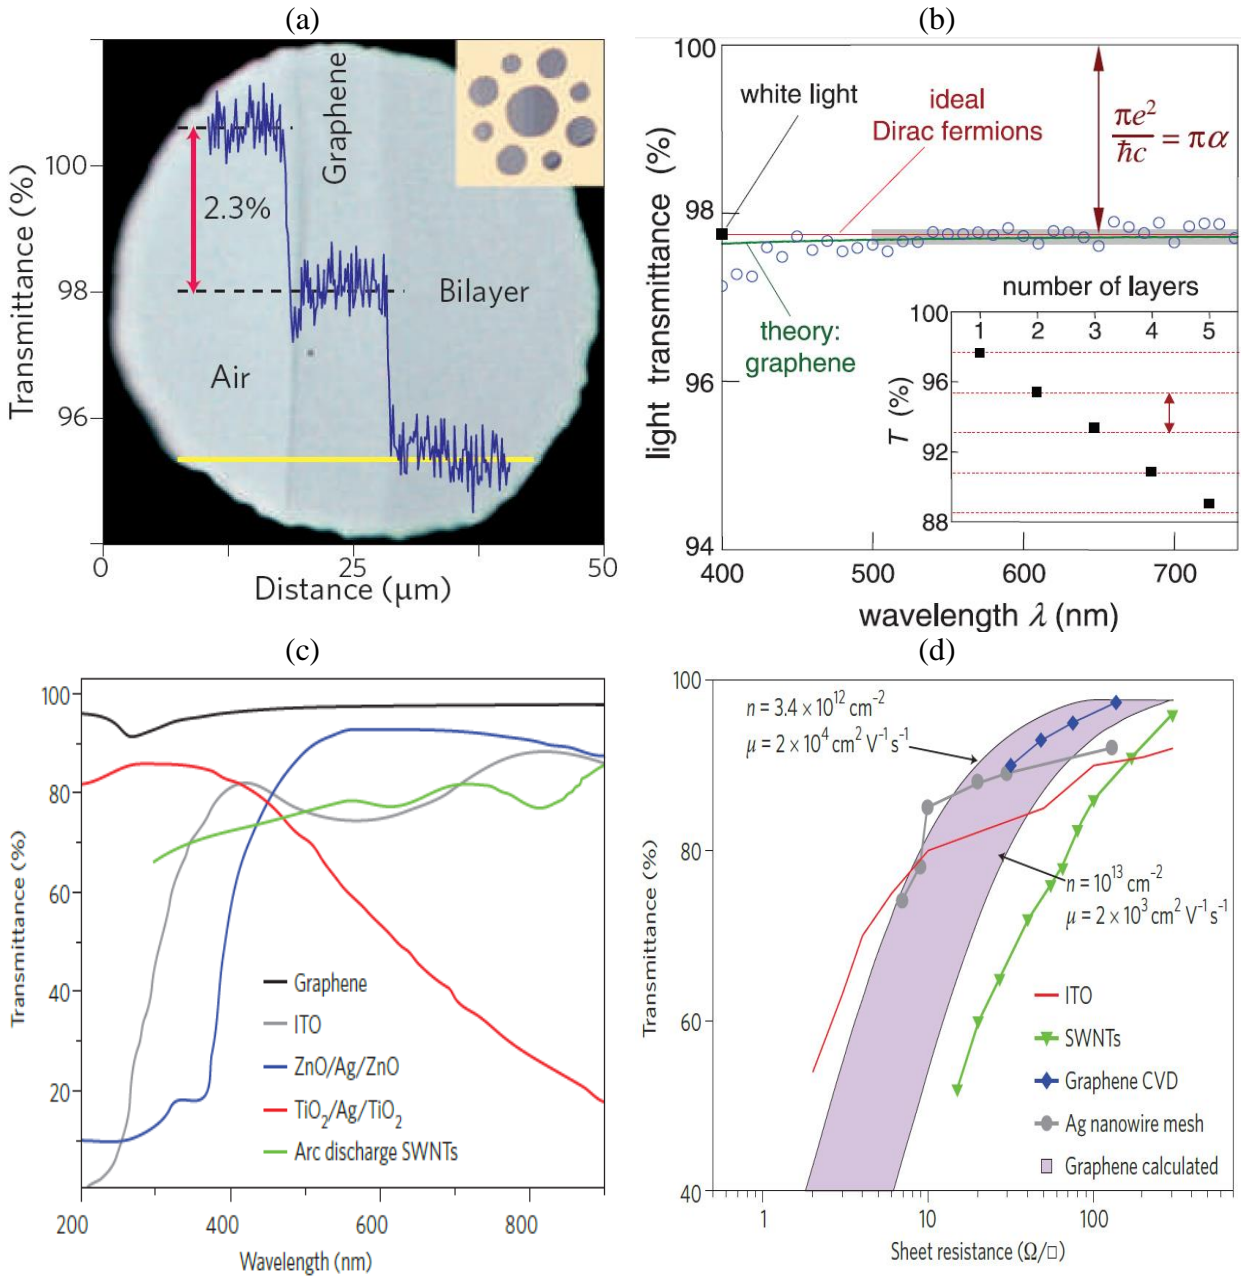 (a)
Transmittance (%)
100
98
96
2.3%
Graphene
Air
Bilayer
0
25
50
Distance (μm)
(b)
light transmittance (%)
100
98
96
94
white light
ideal
Dirac fermions
πe²/ħc = πα
theory:
graphene
number of layers
1 2 3 4 5
T (%)
100
96
92
88
400 500 600 700
wavelength λ (nm)
(c)
Transmittance (%)
100
80
60
40
20
Graphene
ITO
ZnO/Ag/ZnO
TiO₂/Ag/TiO₂
Arc discharge SWNTs
200 400 600 800
Wavelength (nm)
(d)
Transmittance (%)
100
80
60
40
n = 3.4 × 10¹² cm⁻²
μ = 2 × 10⁴ cm² V⁻¹ s⁻¹
n = 10¹³ cm⁻²
μ = 2 × 10³ cm² V⁻¹ s⁻¹
ITO
SWNTs
Graphene CVD
Ag nanowire mesh
Graphene calculated
1 10 100
Sheet resistance (Ω/□)